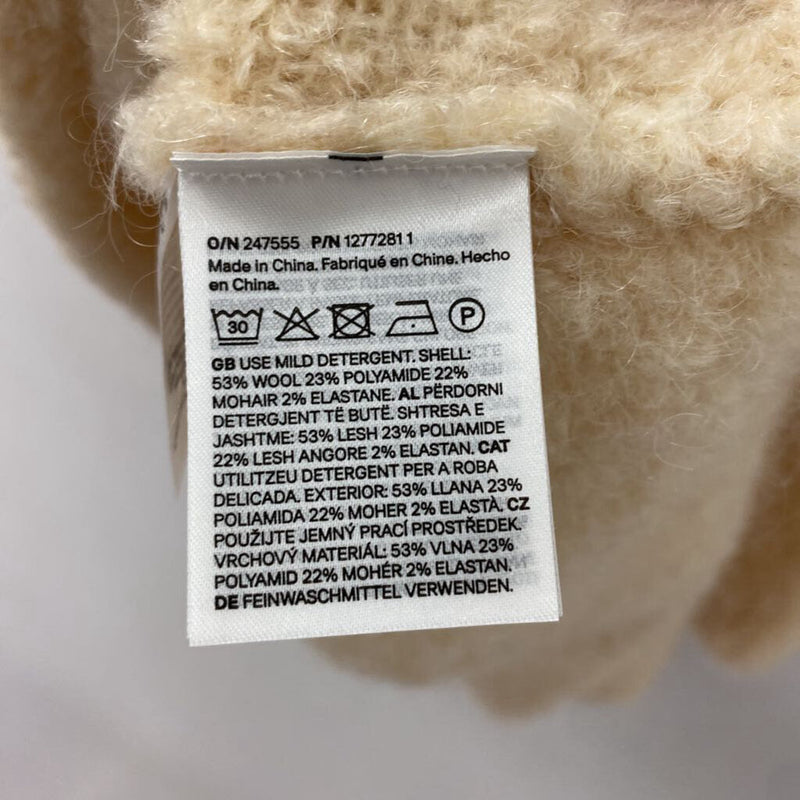 O/N 247555 P/N 1277281 1
Made in China. Fabriqué en Chine. Hecho
en China.
30 P
GB USE MILD DETERGENT. SHELL:
53% WOOL 23% POLYAMIDE 22%
MOHAIR 2% ELASTANE. AL PËRDORNI
DETERGJENT TË BUTË. SHTRESA E
JASHTME: 53% LESH 23% POLIAMIDE
22% LESH ANGORE 2% ELASTAN. CAT
UTILITZEU DETERGENT PER A ROBA
DELICADA. EXTERIOR: 53% LLANA 23%
POLIAMIDA 22% MOHER 2% ELASTÀ. CZ
POUŽIJTE JEMNÝ PRACÍ PROSTŘEDEK.
VRCHOVÝ MATERIÁL: 53% VLNA 23%
POLYAMID 22% MOHÉR 2% ELASTAN.
DE FEINWASCHMITTEL VERWENDEN.